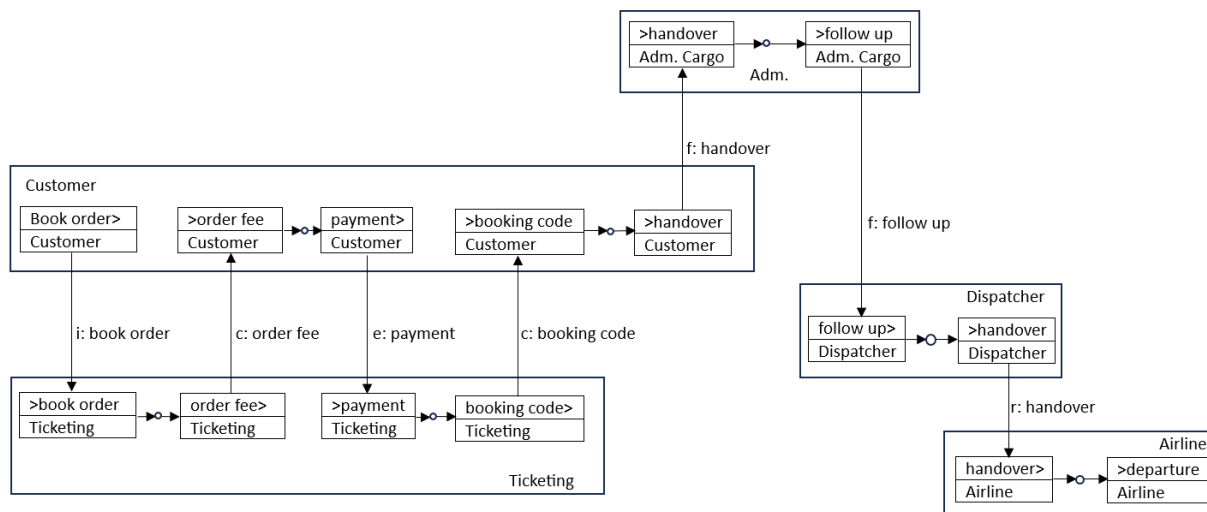 >handover
Adm. Cargo
>follow up
Adm. Cargo
Adm.
f: handover
f: follow up
Customer
Book order>
Customer
>order fee
Customer
payment>
Customer
>booking code
Customer
>handover
Customer
i: book order
c: order fee
e: payment
c: booking code
Dispatcher
follow up>
Dispatcher
>handover
Dispatcher
r: handover
>book order
Ticketing
order fee>
Ticketing
>payment
Ticketing
booking code>
Ticketing
Ticketing
Airline
handover>
Airline
>departure
Airline